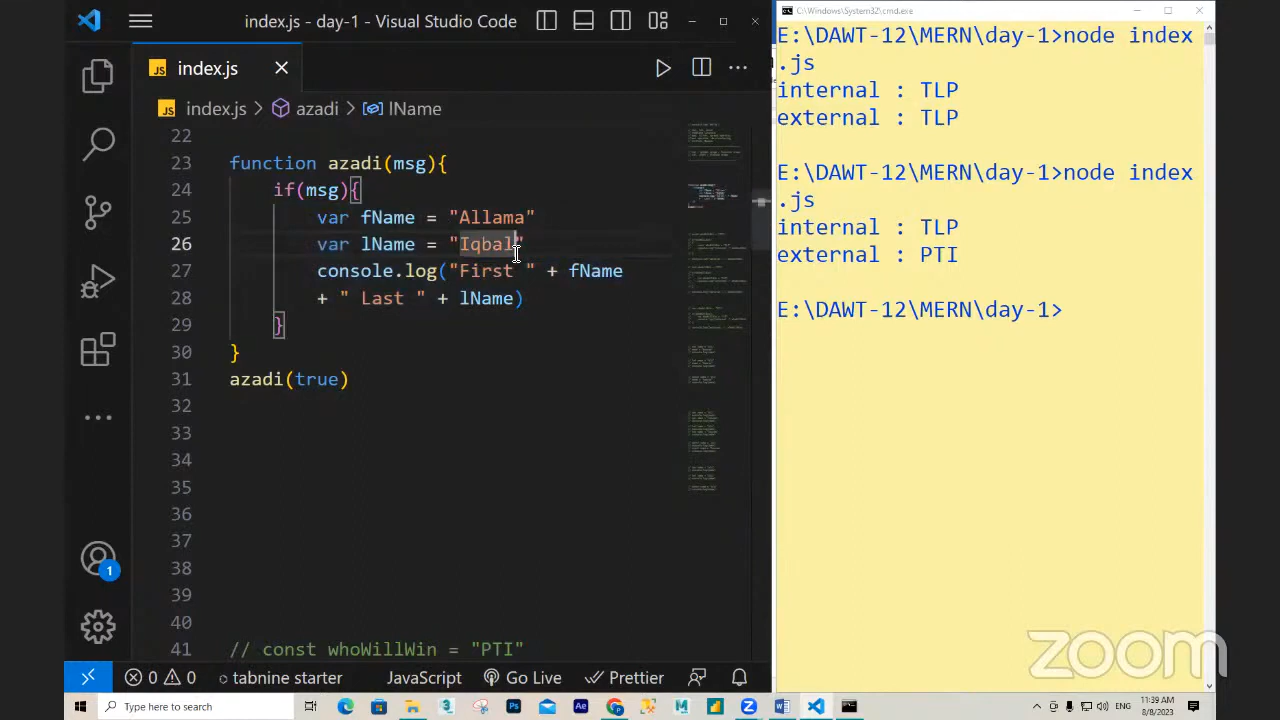 index.js - day-1 - Visual Studio Code
index.js
index.js > azadi > lName
22
23 function azadi(msg){
24 if(msg){
25 var fName = "Allama"
26 var lName = "Iqbal"
27 console.log("First " + fName
28 + " Last " + lName)
29 }
30 }
31 azadi(true)
32
33
34
35
36
37
38
39
40
41 // const whoWillWin = "PTI"
1
0 0 tabnine starter JavaScript Go Live Prettier
C:\Windows\System32\cmd.exe
E:\DAWT-12\MERN\day-1>node index
.js
internal : TLP
external : TLP
E:\DAWT-12\MERN\day-1>node index
.js
internal : TLP
external : PTI
E:\DAWT-12\MERN\day-1>
zoom
Type here to search
ENG
11:39 AM
8/8/2023